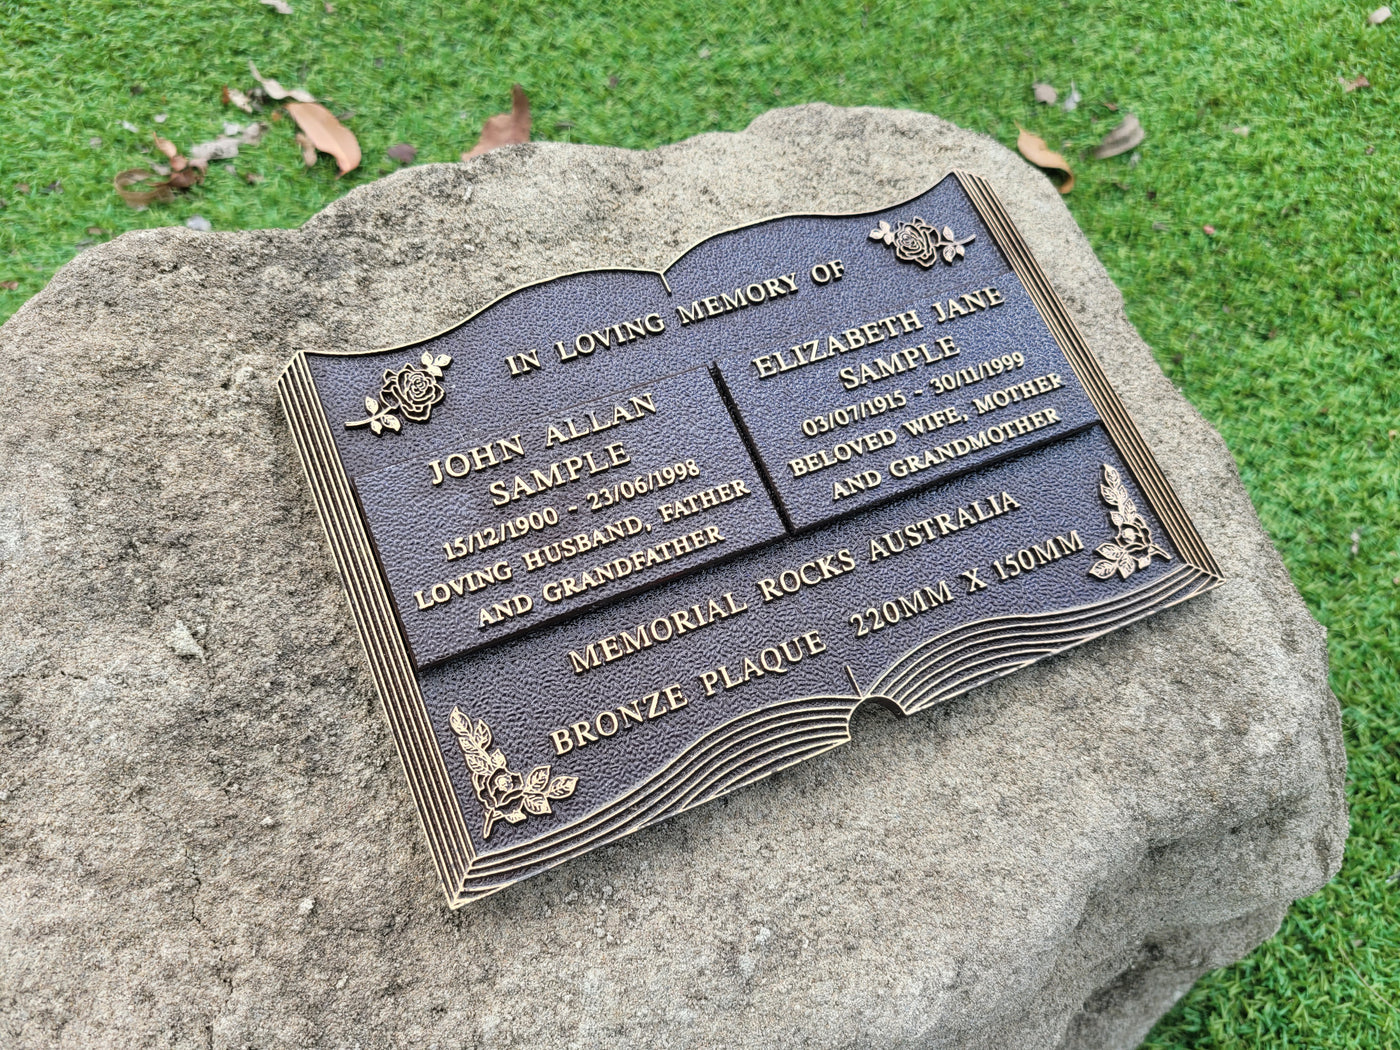 IN LOVING MEMORY OF
JOHN ALLAN
SAMPLE
15/12/1900 - 23/06/1998
LOVING HUSBAND, FATHER
AND GRANDFATHER
ELIZABETH JANE
SAMPLE
03/07/1915 - 30/11/1999
BELOVED WIFE, MOTHER
AND GRANDMOTHER
MEMORIAL ROCKS AUSTRALIA
BRONZE PLAQUE 220MM X 150MM